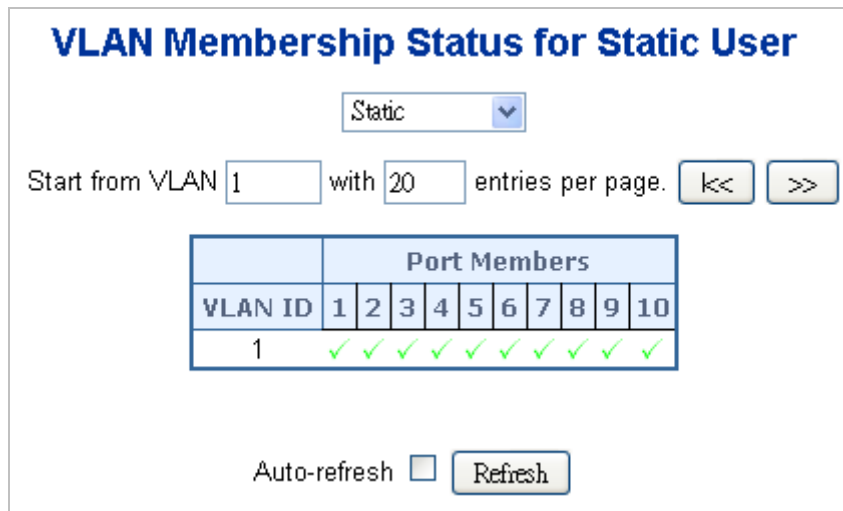 VLAN Membership Status for Static User
Static
Start from VLAN 1 with 20 entries per page. k<< >>
Port Members
VLAN ID 1 2 3 4 5 6 7 8 9 10
1 ✓ ✓ ✓ ✓ ✓ ✓ ✓ ✓ ✓ ✓
Auto-refresh Refresh